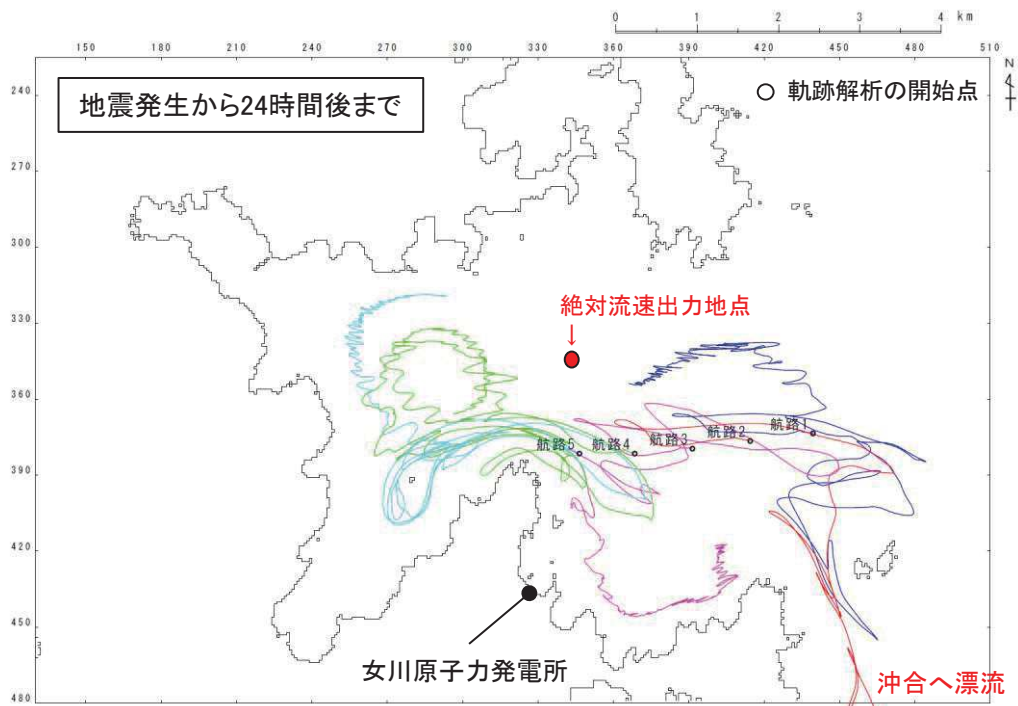 0 1 2 3 4 km
150 180 210 240 270 300 330 360 390 420 450 480 510
N
240
270
300
330
360
390
420
450
480
地震発生から24時間後まで
軌跡解析の開始点
絶対流速出力地点
↓
航路5 航路4 航路3 航路2 航路1
女川原子力発電所
沖合へ漂流